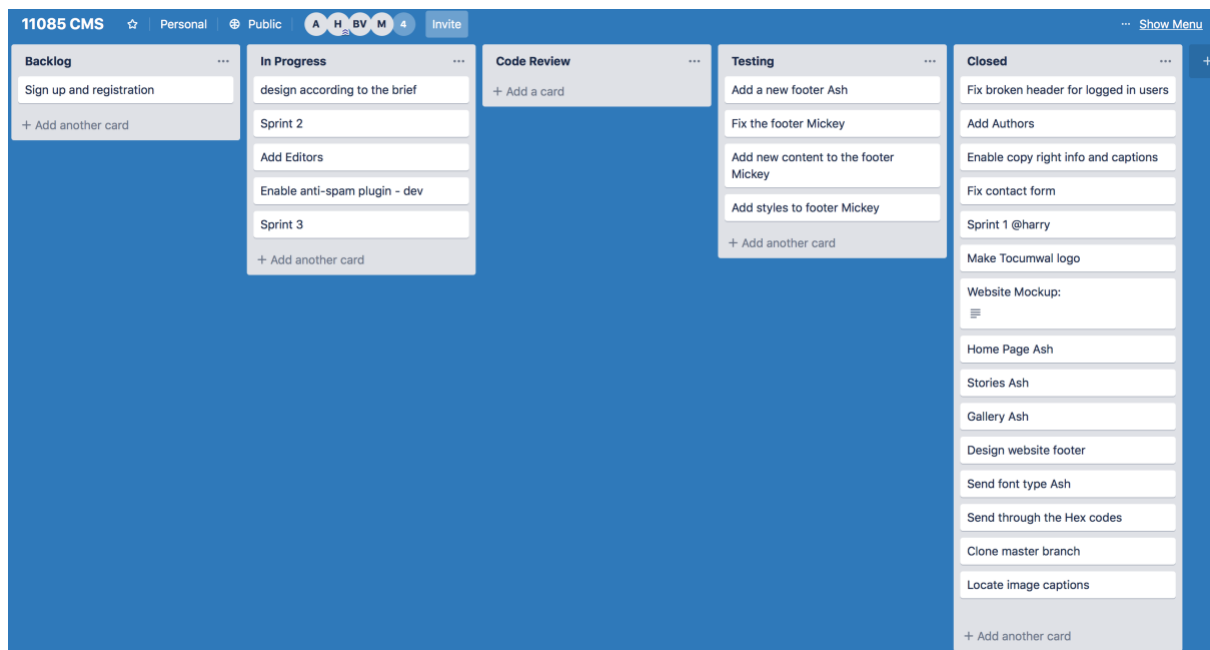 11085 CMS Personal Public A H BV M 4 Invite ... Show Menu
Backlog ...
Sign up and registration
+ Add another card
In Progress ...
design according to the brief
Sprint 2
Add Editors
Enable anti-spam plugin - dev
Sprint 3
+ Add another card
Code Review ...
+ Add a card
Testing ...
Add a new footer Ash
Fix the footer Mickey
Add new content to the footer
Mickey
Add styles to footer Mickey
+ Add another card
Closed ...
Fix broken header for logged in users
Add Authors
Enable copy right info and captions
Fix contact form
Sprint 1 @harry
Make Tocumwal logo
Website Mockup:
Home Page Ash
Stories Ash
Gallery Ash
Design website footer
Send font type Ash
Send through the Hex codes
Clone master branch
Locate image captions
+ Add another card
+